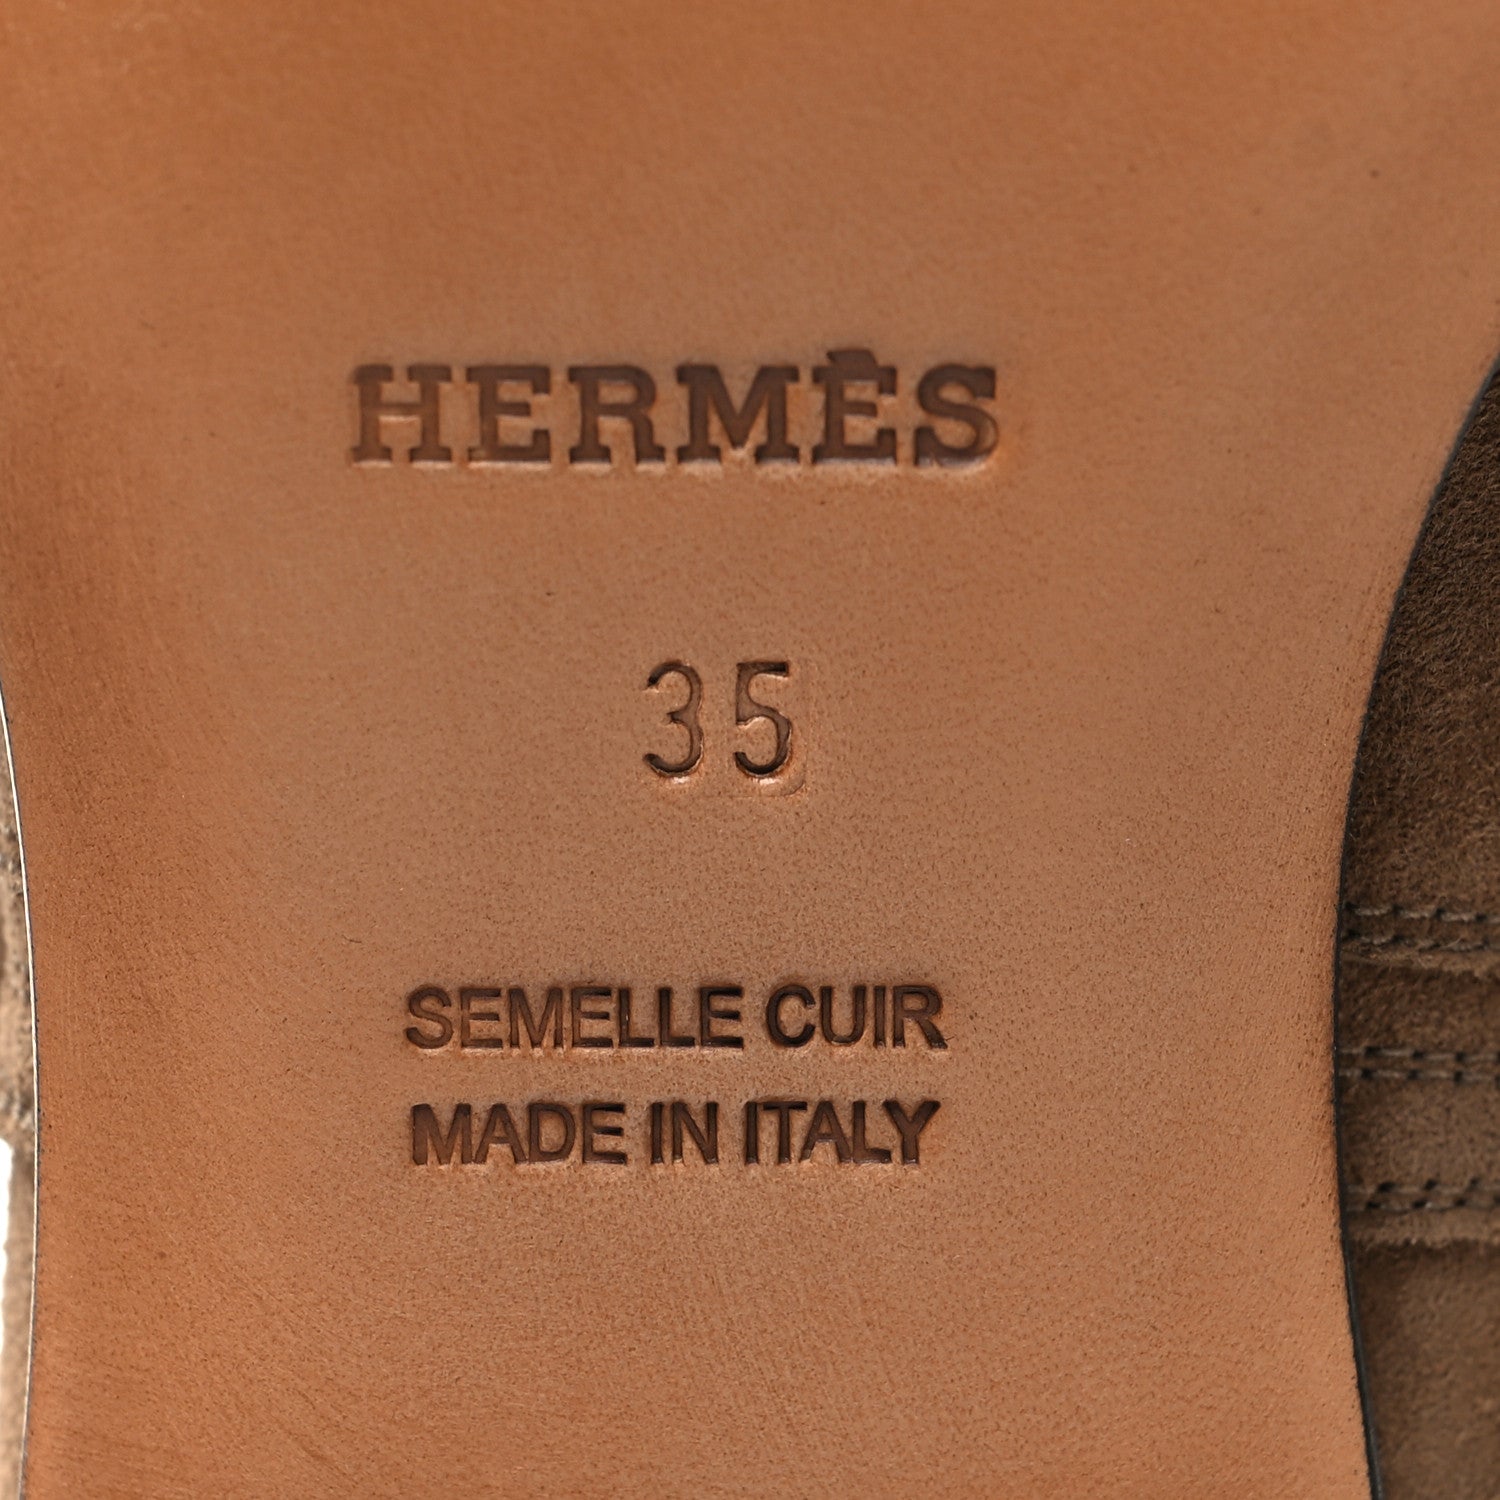 HERMÈS
35
SEMELLE CUIR
MADE IN ITALY